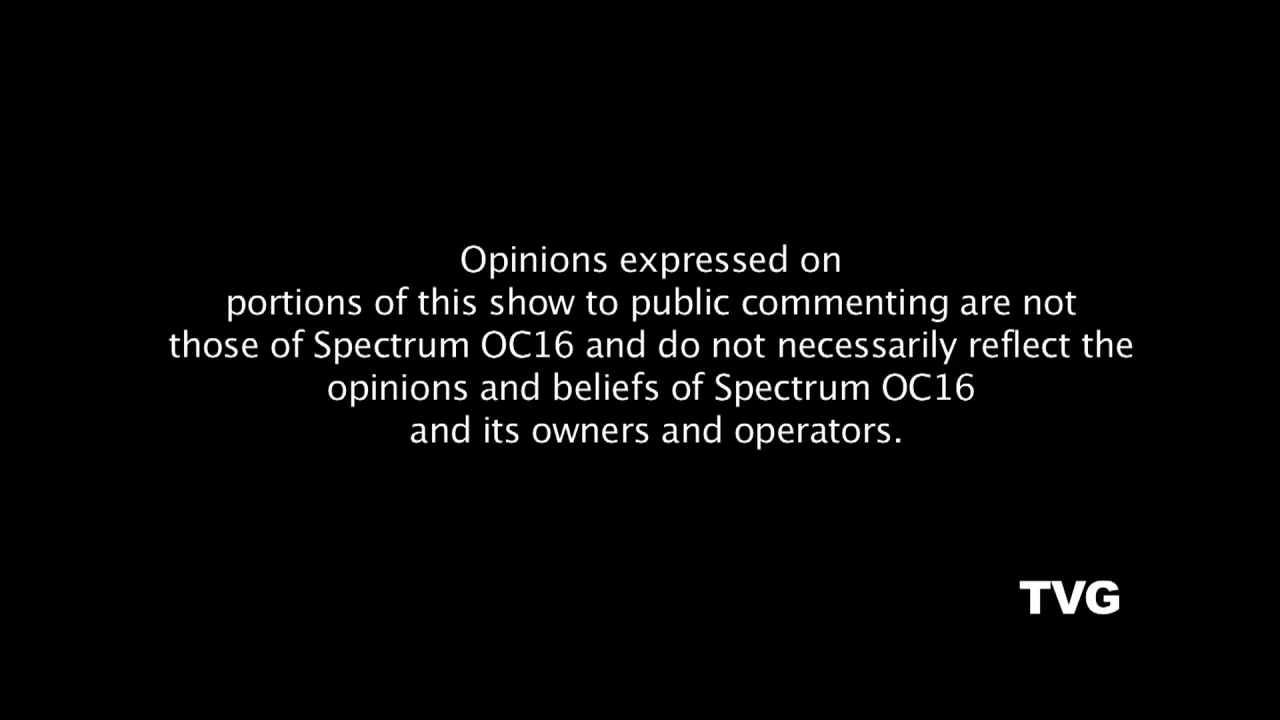 Opinions expressed on
portions of this show to public commenting are not
those of Spectrum OC16 and do not necessarily reflect the
opinions and beliefs of Spectrum OC16
and its owners and operators.
TVG